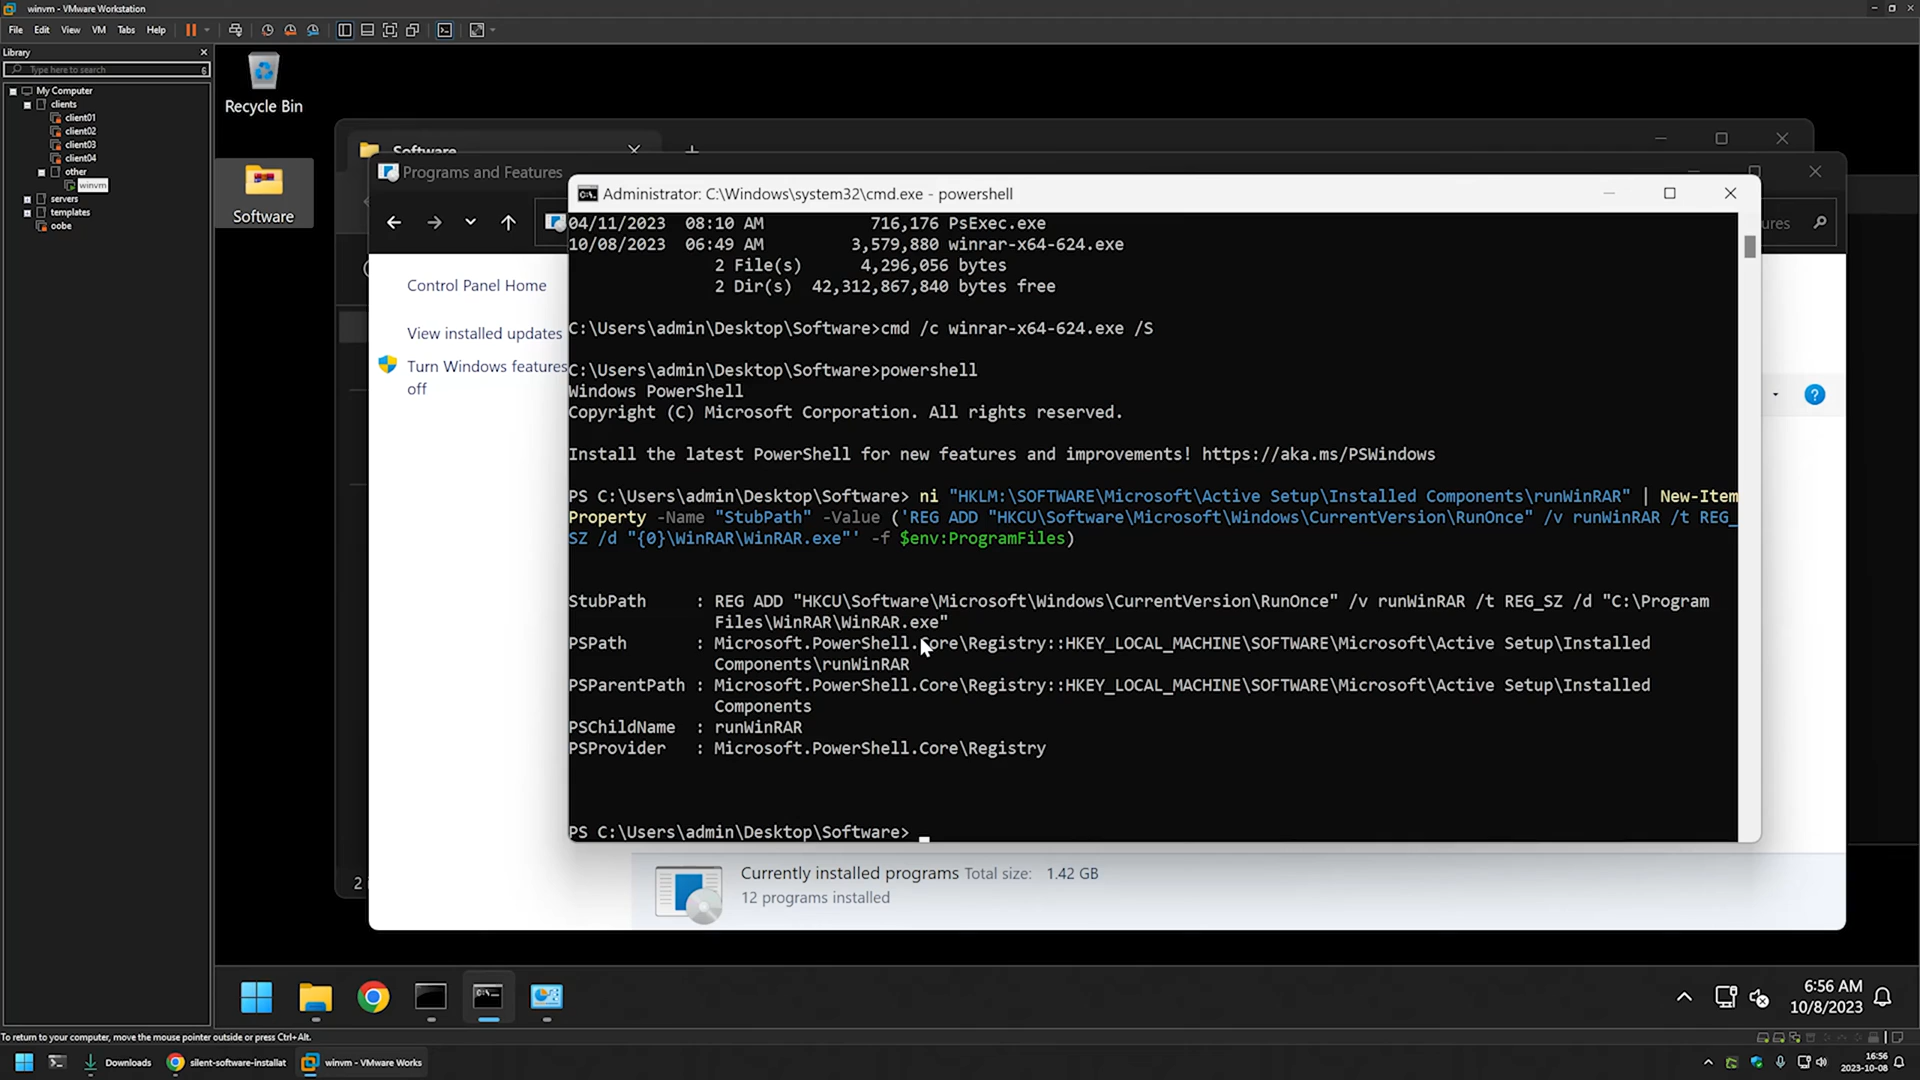 winvm - VMware Workstation
File Edit View VM Tabs Help
Library
Type here to search
My Computer
clients
client01
client02
client03
client04
other
winvm
servers
templates
oobe
Recycle Bin
Software
Software
Programs and Features
Control Panel Home
View installed updates
Turn Windows features
off
ures
Administrator: C:\Windows\system32\cmd.exe - powershell
04/11/2023 08:10 AM 716,176 PsExec.exe
10/08/2023 06:49 AM 3,579,880 winrar-x64-624.exe
2 File(s) 4,296,056 bytes
2 Dir(s) 42,312,867,840 bytes free
C:\Users\admin\Desktop\Software>cmd /c winrar-x64-624.exe /S
C:\Users\admin\Desktop\Software>powershell
Windows PowerShell
Copyright (C) Microsoft Corporation. All rights reserved.
Install the latest PowerShell for new features and improvements! https://aka.ms/PSWindows
PS C:\Users\admin\Desktop\Software> ni "HKLM:\SOFTWARE\Microsoft\Active Setup\Installed Components\runWinRAR" | New-Item
Property -Name "StubPath" -Value ('REG ADD "HKCU\Software\Microsoft\Windows\CurrentVersion\RunOnce" /v runWinRAR /t REG_
SZ /d "{0}\WinRAR\WinRAR.exe"' -f $env:ProgramFiles)
StubPath : REG ADD "HKCU\Software\Microsoft\Windows\CurrentVersion\RunOnce" /v runWinRAR /t REG_SZ /d "C:\Program
Files\WinRAR\WinRAR.exe"
PSPath : Microsoft.PowerShell.Core\Registry::HKEY_LOCAL_MACHINE\SOFTWARE\Microsoft\Active Setup\Installed
Components\runWinRAR
PSParentPath : Microsoft.PowerShell.Core\Registry::HKEY_LOCAL_MACHINE\SOFTWARE\Microsoft\Active Setup\Installed
Components
PSChildName : runWinRAR
PSProvider : Microsoft.PowerShell.Core\Registry
PS C:\Users\admin\Desktop\Software>
2
Currently installed programs Total size: 1.42 GB
12 programs installed
6:56 AM
10/8/2023
To return to your computer, move the mouse pointer outside or press Ctrl+Alt.
Downloads
silent-software-installat
winvm - VMware Works
16:56
2023-10-08